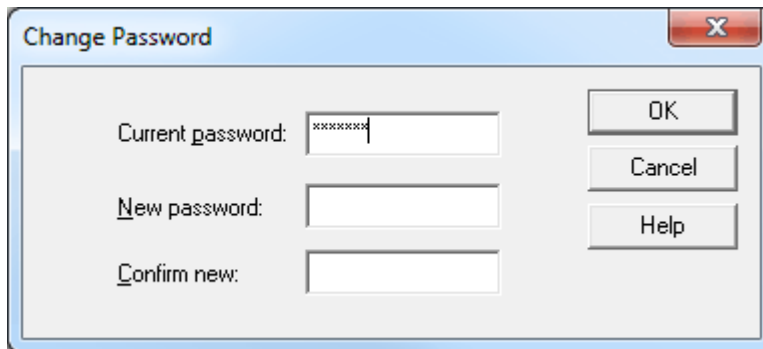 Change Password
Current password: *******
OK
Cancel
New password:
Help
Confirm new: